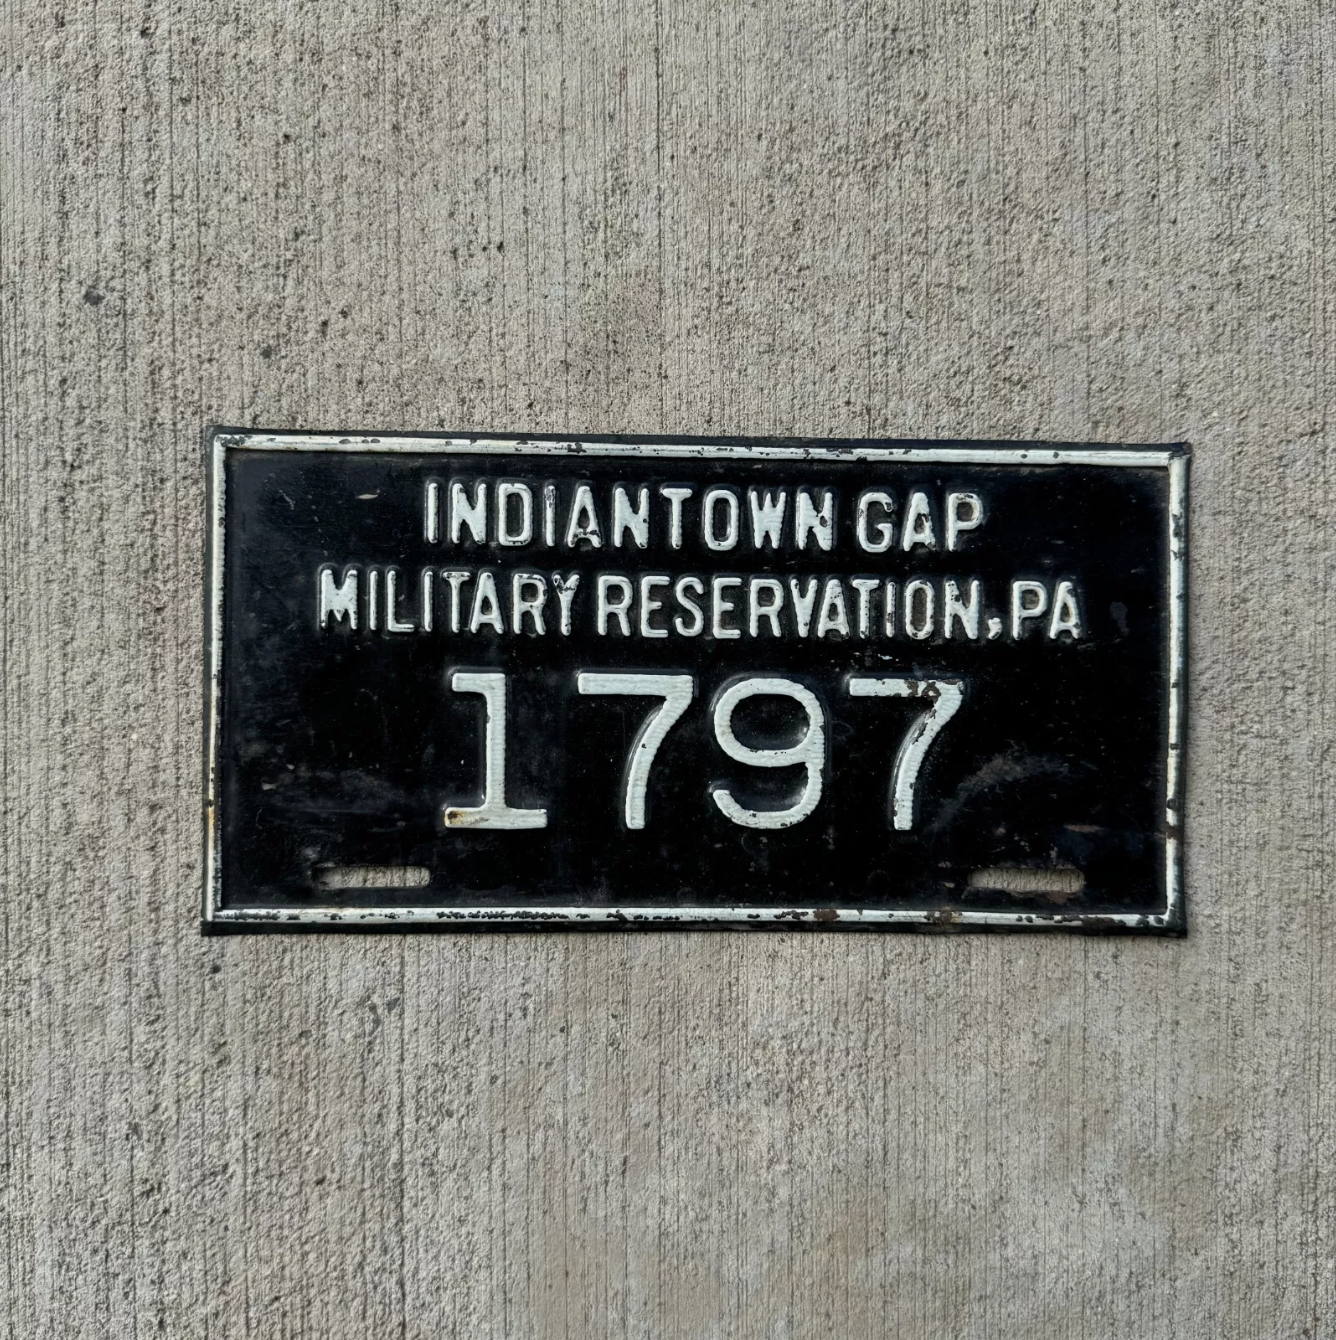 INDIANTOWN GAP
MILITARY RESERVATION, PA
1797